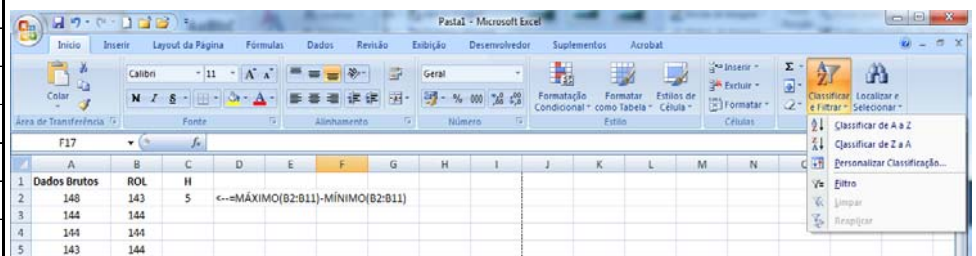 Pasta1 - Microsoft Excel
Início Inserir Layout da Página Fórmulas Dados Revisão Exibição Desenvolvedor Suplementos Acrobat
Colar
Calibri 11 A A
N I S A
Geral
% 000
Formatação Condicional
Formatar como Tabela
Estilos de Célula
Inserir
Excluir
Formatar
Σ
Classificar e Filtrar
Localizar e Selecionar
Área de Transferência Fonte Alinhamento Número Estilo Células
Classificar de A a Z
Classificar de Z a A
Personalizar Classificação...
Filtro
Limpar
Reaplicar
F17 fx
A B C D E F G H I J K L M N
1 Dados Brutos ROL H
2 148 143 5 <--=MÁXIMO(B2:B11)-MÍNIMO(B2:B11)
3 144 144
4 144 144
5 143 144